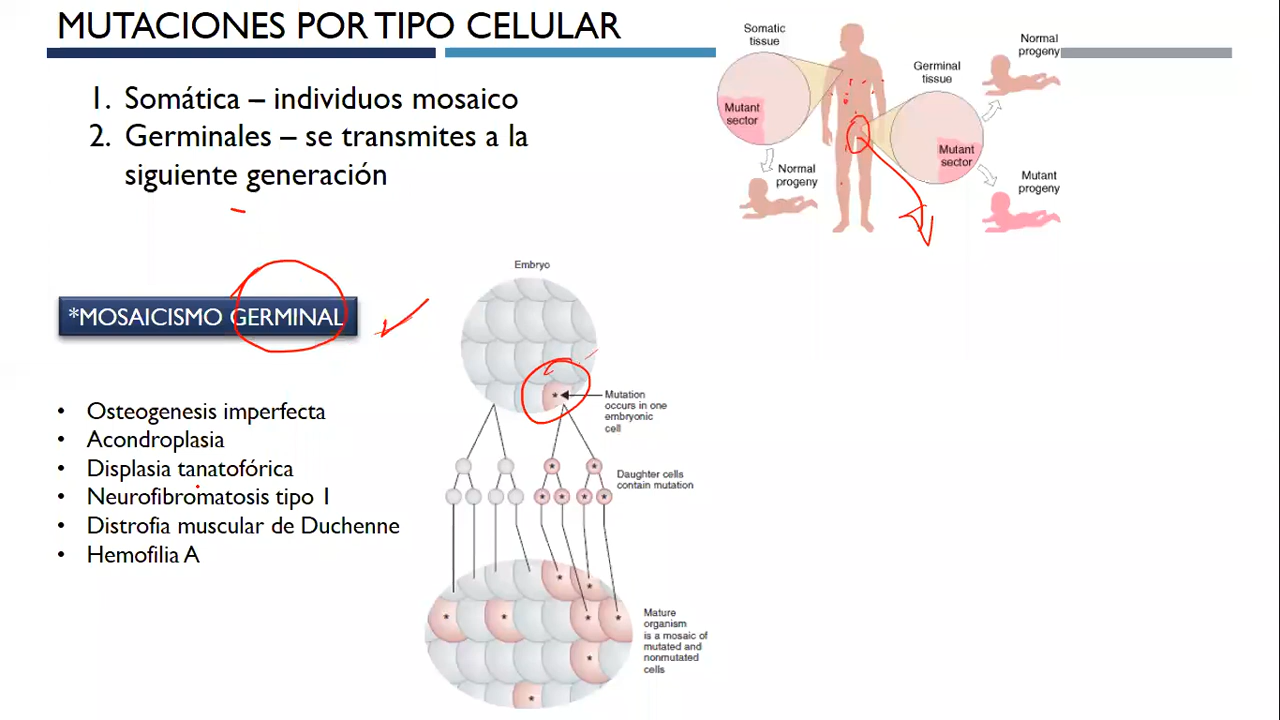 MUTACIONES POR TIPO CELULAR
1. Somática – individuos mosaico
2. Germinales – se transmites a la
siguiente generación
Somatic
tissue
Mutant
sector
Normal
progeny
Germinal
tissue
Mutant
sector
Normal
progeny
Mutant
progeny
*MOSAICISMO GERMINAL
• Osteogenesis imperfecta
• Acondroplasia
• Displasia tanatofórica
• Neurofibromatosis tipo 1
• Distrofia muscular de Duchenne
• Hemofilia A
Embryo
Mutation
occurs in one
embryonic
cell
Daughter cells
contain mutation
Mature
organism
is a mosaic of
mutated and
nonmutated
cells